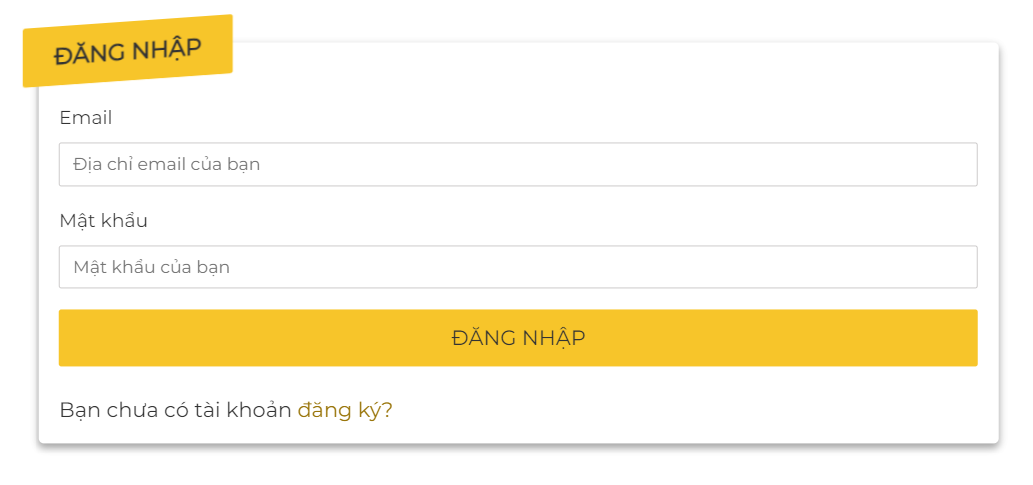 ĐĂNG NHẬP
Email
Địa chỉ email của bạn
Mật khẩu
Mật khẩu của bạn
ĐĂNG NHẬP
Bạn chưa có tài khoản đăng ký?